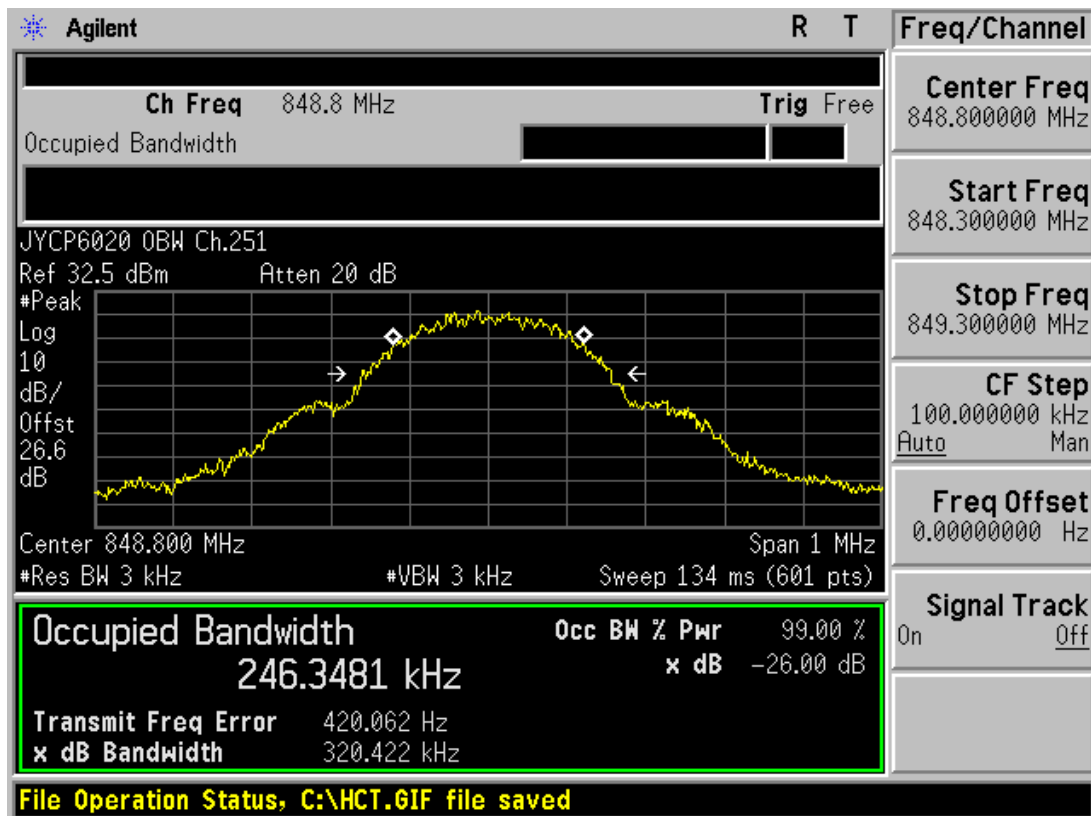 Agilent R T Freq/Channel
Ch Freq 848.8 MHz Trig Free
Occupied Bandwidth
Center Freq
848.800000 MHz
Start Freq
848.300000 MHz
Stop Freq
849.300000 MHz
CF Step
100.000000 kHz
Auto Man
Freq Offset
0.00000000 Hz
Signal Track
On Off
JYCP6020 OBW Ch.251
Ref 32.5 dBm Atten 20 dB
#Peak
Log
10
dB/
Offst
26.6
dB
Center 848.800 MHz Span 1 MHz
#Res BW 3 kHz #VBW 3 kHz Sweep 134 ms (601 pts)
Occupied Bandwidth Occ BW % Pwr 99.00 %
246.3481 kHz x dB -26.00 dB
Transmit Freq Error 420.062 Hz
x dB Bandwidth 320.422 kHz
File Operation Status, C:\HCT.GIF file saved